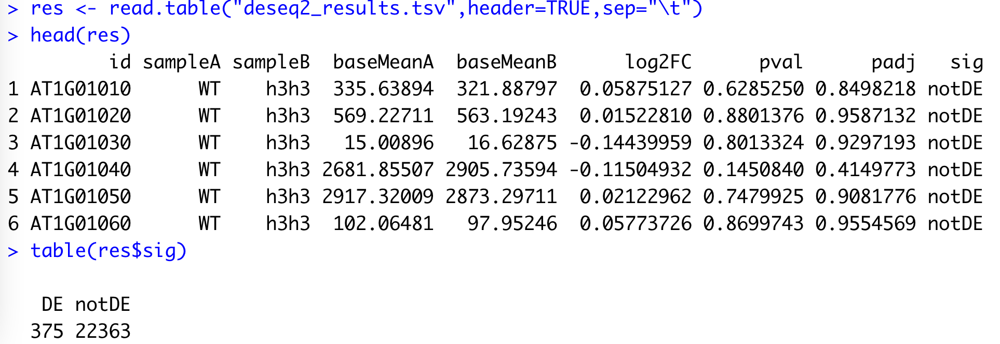 > res <- read.table("deseq2_results.tsv",header=TRUE,sep="\t")
> head(res)
         id sampleA sampleB baseMeanA baseMeanB      log2FC      pval      padj   sig
1 AT1G01010      WT    h3h3 335.63894 321.88797  0.05875127 0.6285250 0.8498218 notDE
2 AT1G01020      WT    h3h3 569.22711 563.19243  0.01522810 0.8801376 0.9587132 notDE
3 AT1G01030      WT    h3h3   15.00896   16.62875 -0.14439959 0.8013324 0.9297193 notDE
4 AT1G01040      WT    h3h3 2681.85507 2905.73594 -0.11504932 0.1450840 0.4149773 notDE
5 AT1G01050      WT    h3h3 2917.32009 2873.29711  0.02122962 0.7479925 0.9081776 notDE
6 AT1G01060      WT    h3h3  102.06481   97.95246  0.05773726 0.8699743 0.9554569 notDE
> table(res$sig)
   DE notDE
  375 22363